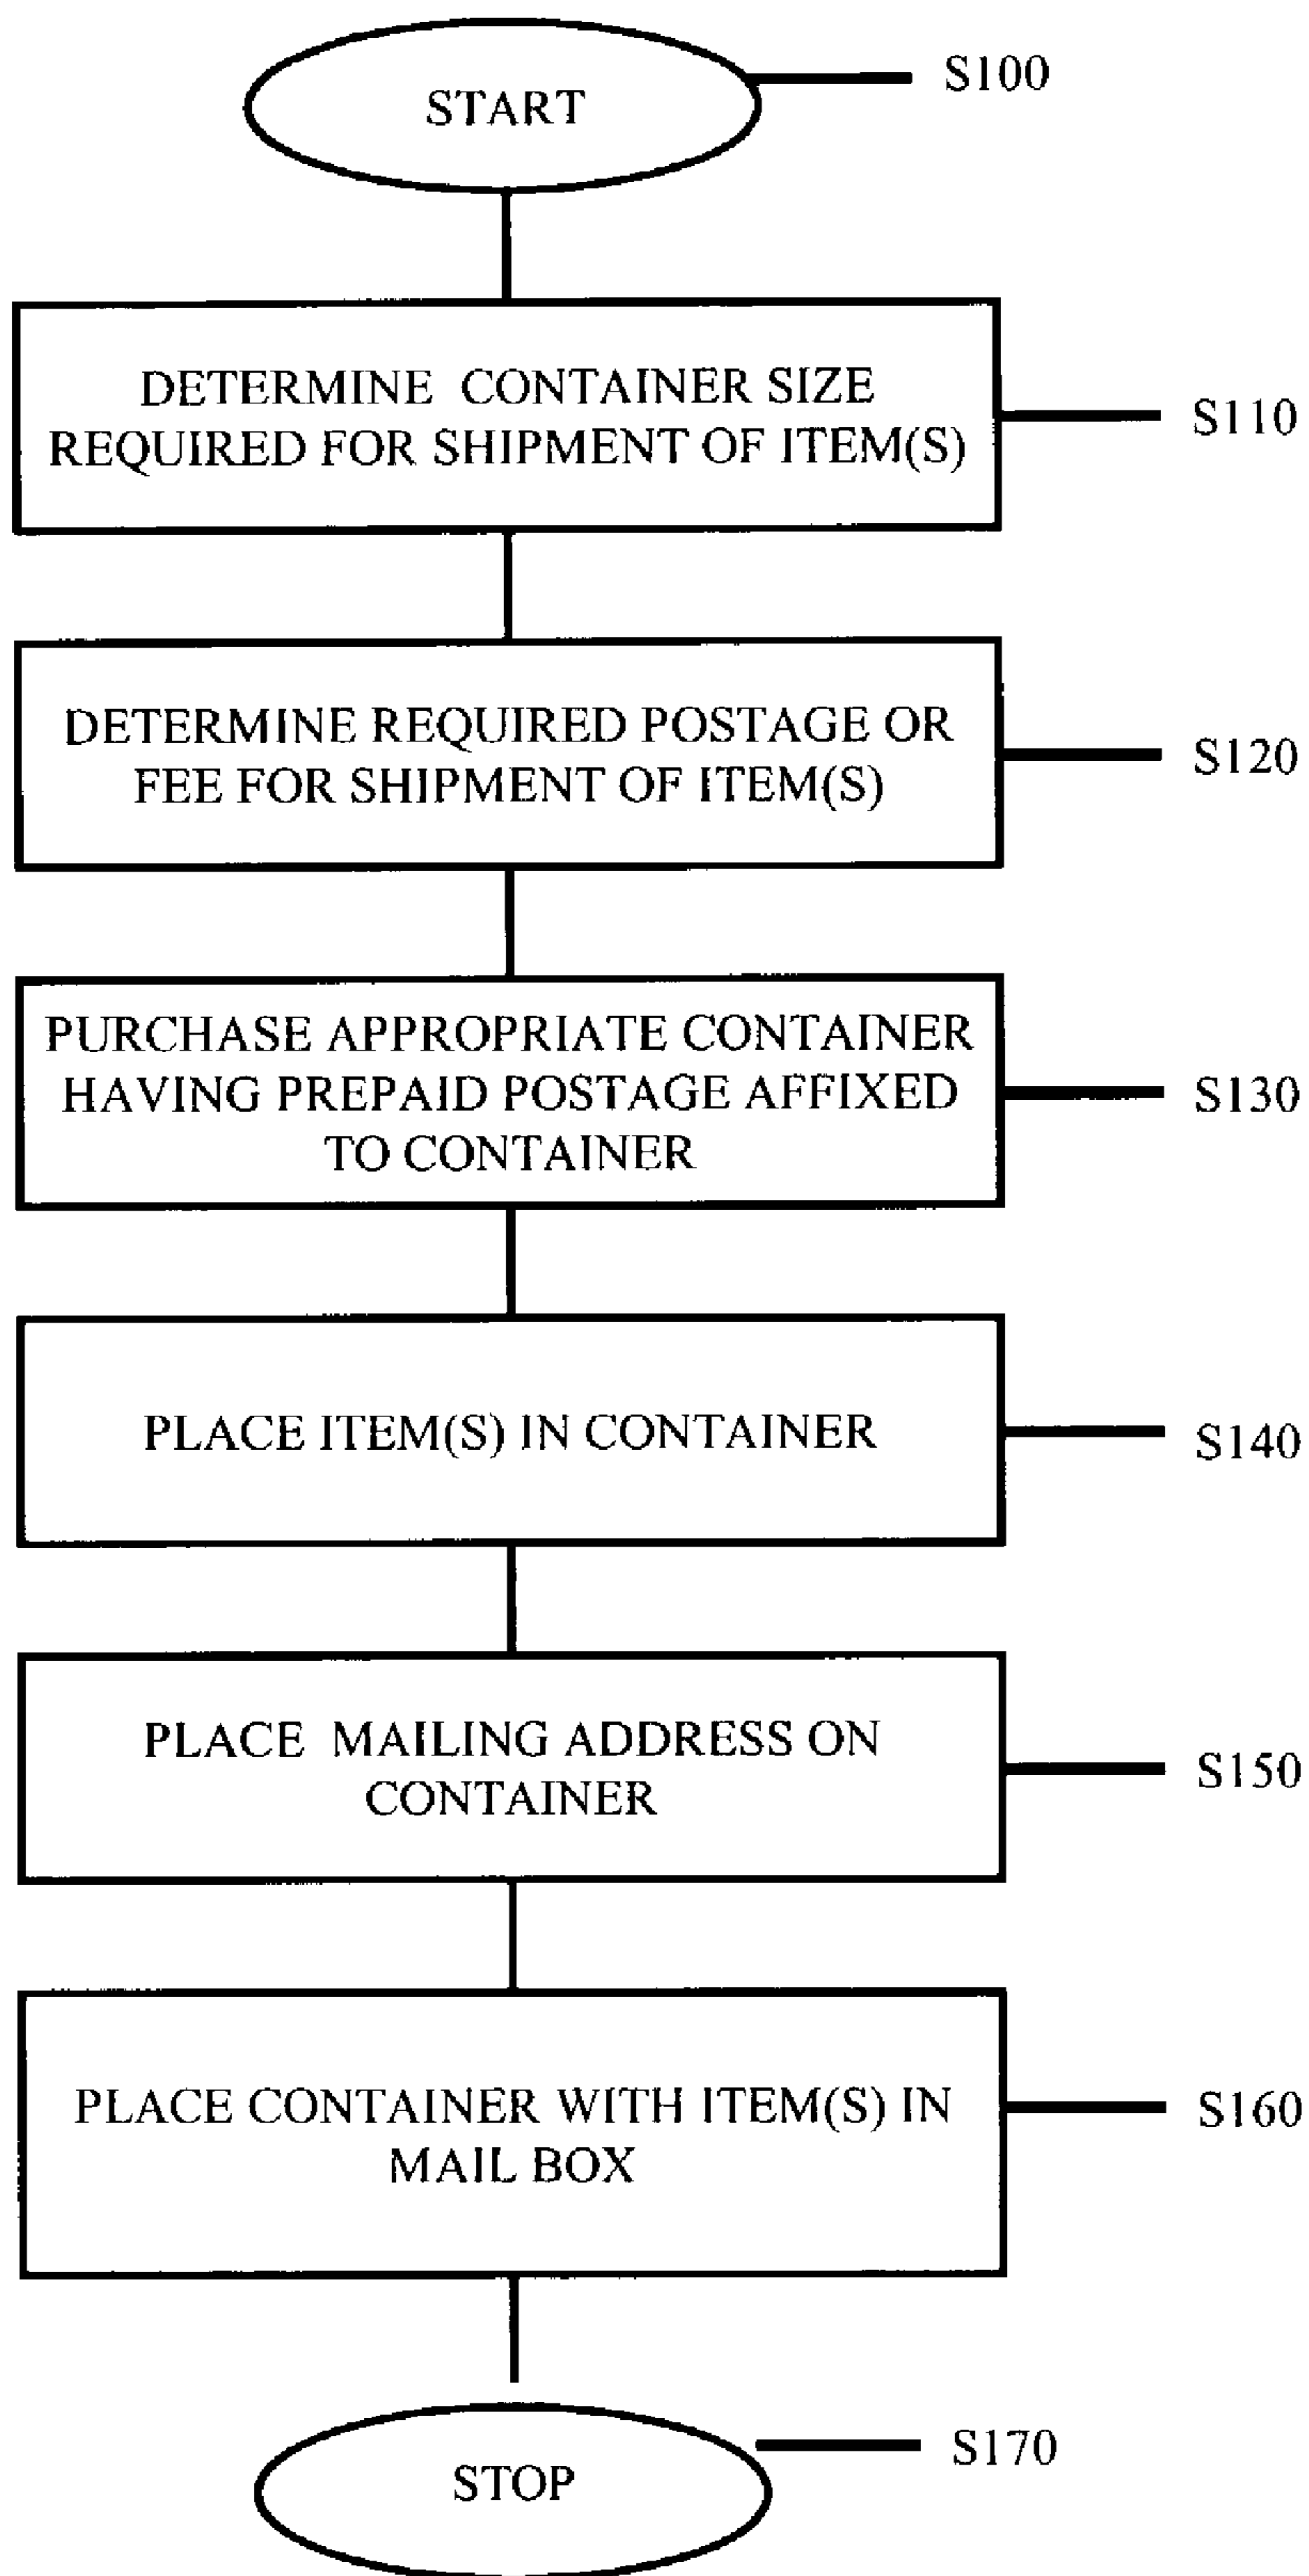 START
S100
DETERMINE CONTAINER SIZE
REQUIRED FOR SHIPMENT OF ITEM(S)
S110
DETERMINE REQUIRED POSTAGE OR
FEE FOR SHIPMENT OF ITEM(S)
S120
PURCHASE APPROPRIATE CONTAINER
HAVING PREPAID POSTAGE AFFIXED
TO CONTAINER
S130
PLACE ITEM(S) IN CONTAINER
S140
PLACE MAILING ADDRESS ON
CONTAINER
S150
PLACE CONTAINER WITH ITEM(S) IN
MAIL BOX
S160
STOP
S170